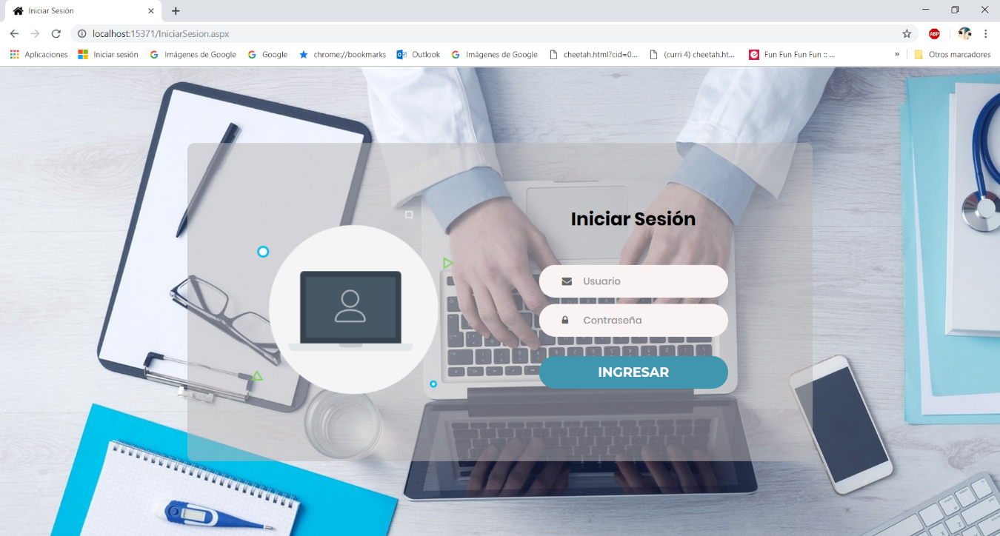 Iniciar Sesión
localhost:15371/IniciarSesion.aspx
ABP
Aplicaciones Iniciar sesión Imágenes de Google Google chrome://bookmarks Outlook Imágenes de Google cheetah.html?cid=0... (curri 4) cheetah.ht... Fun Fun Fun Fun :: ... » Otros marcadores
Iniciar Sesión
Usuario
Contraseña
INGRESAR